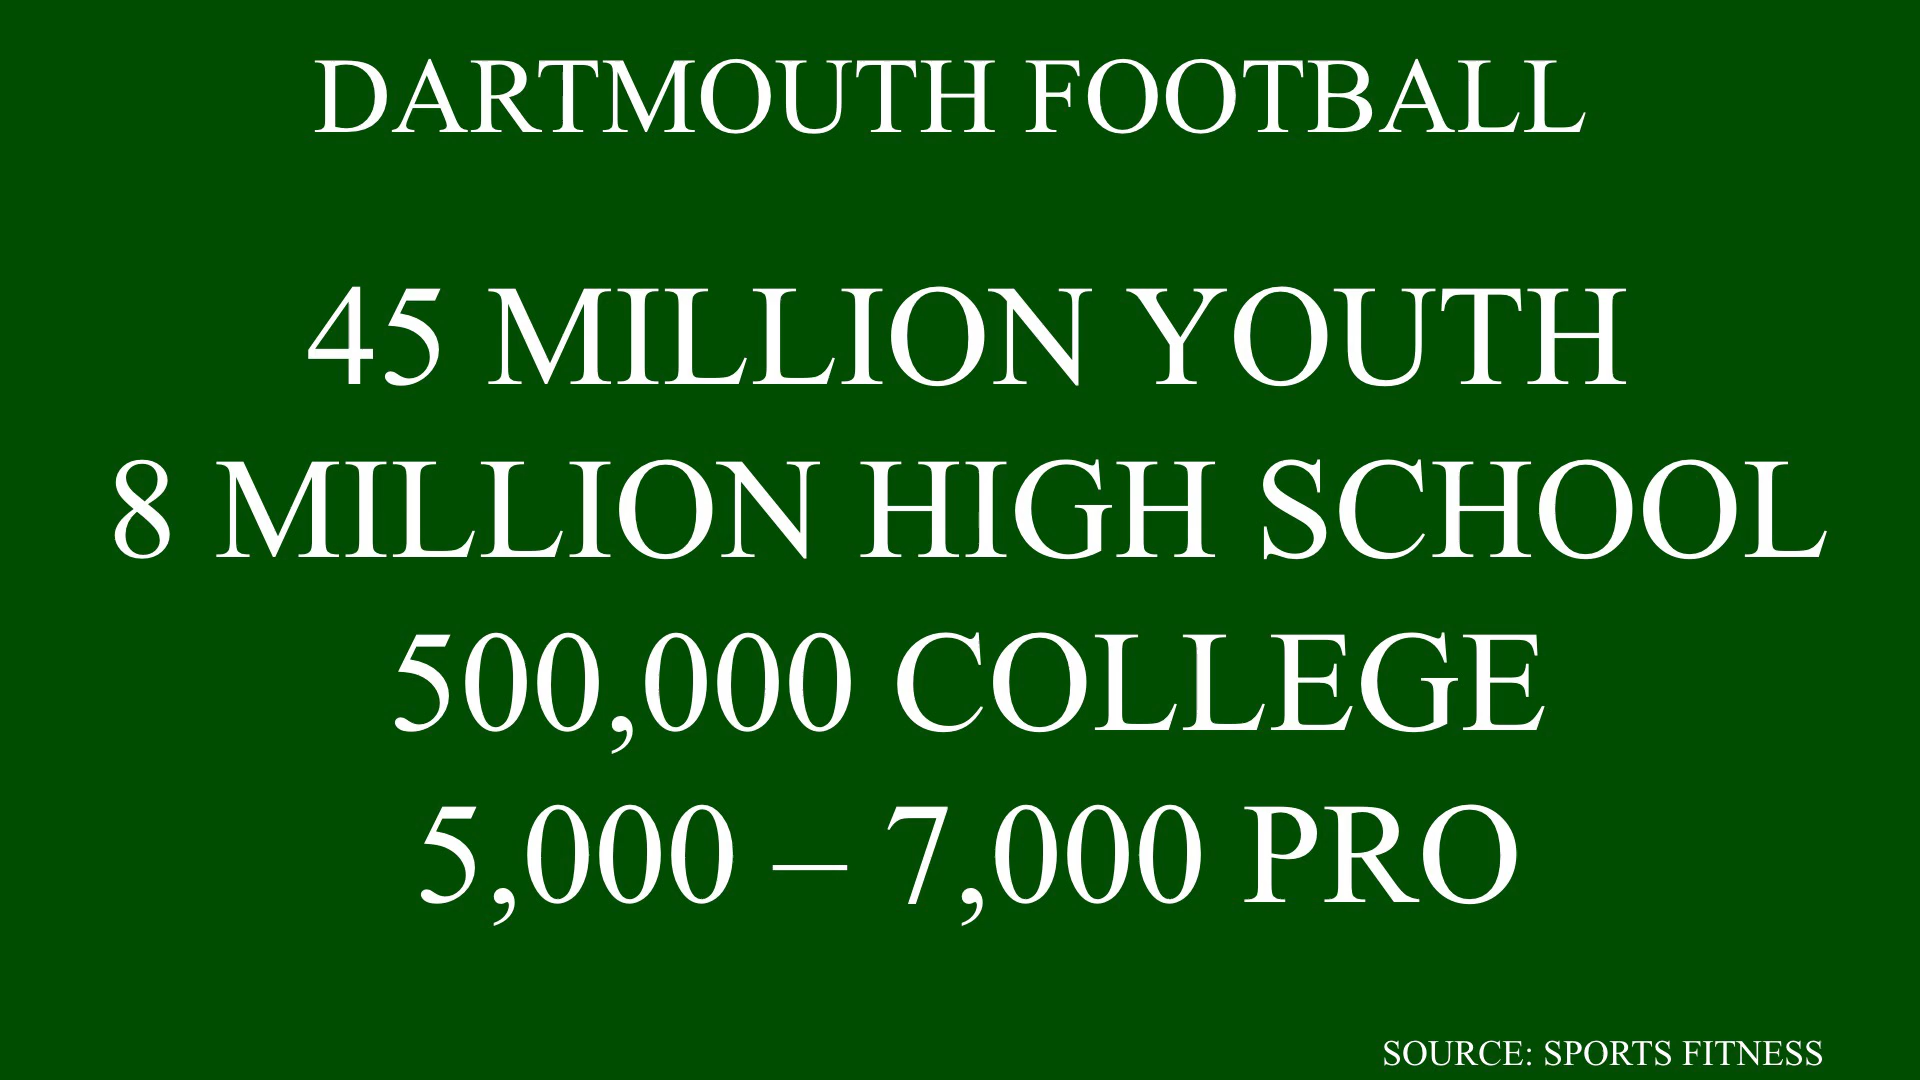 DARTMOUTH FOOTBALL
45 MILLION YOUTH
8 MILLION HIGH SCHOOL
500,000 COLLEGE
5,000 – 7,000 PRO
SOURCE: SPORTS FITNESS